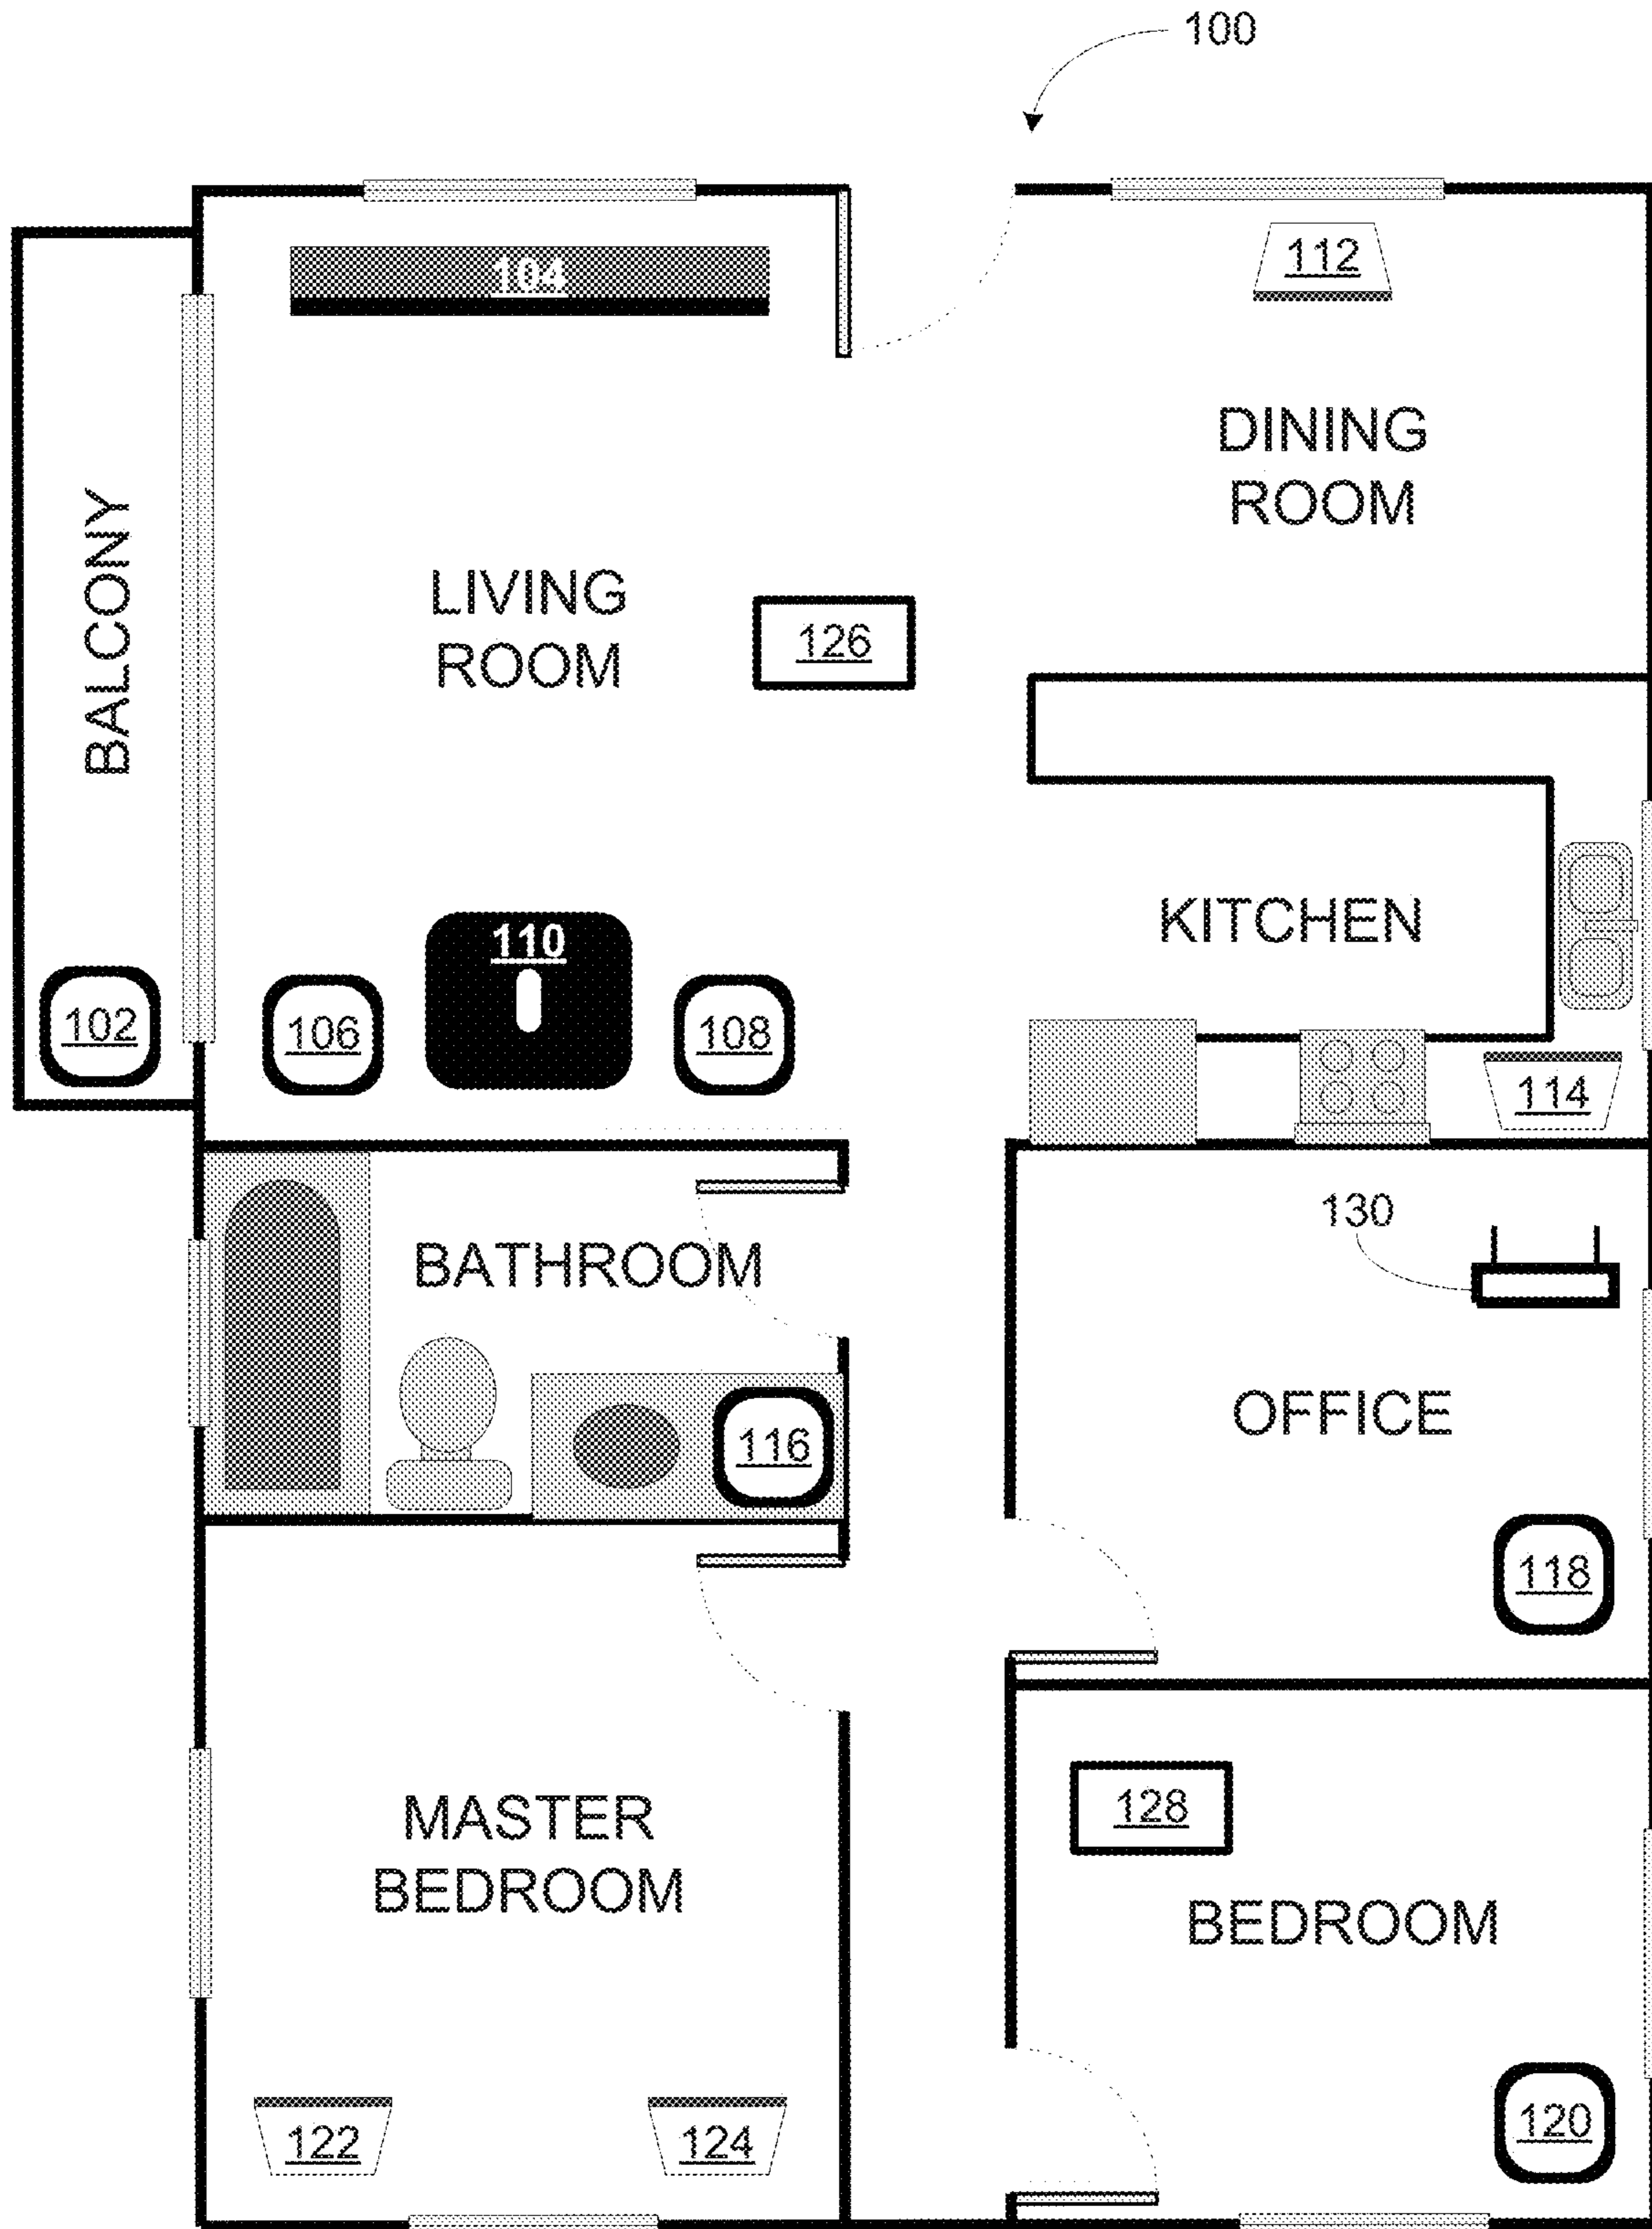 100
104
112
DINING
ROOM
BALCONY
LIVING
ROOM
126
KITCHEN
110
102
106
108
114
130
BATHROOM
OFFICE
116
118
MASTER
BEDROOM
128
BEDROOM
122
124
120